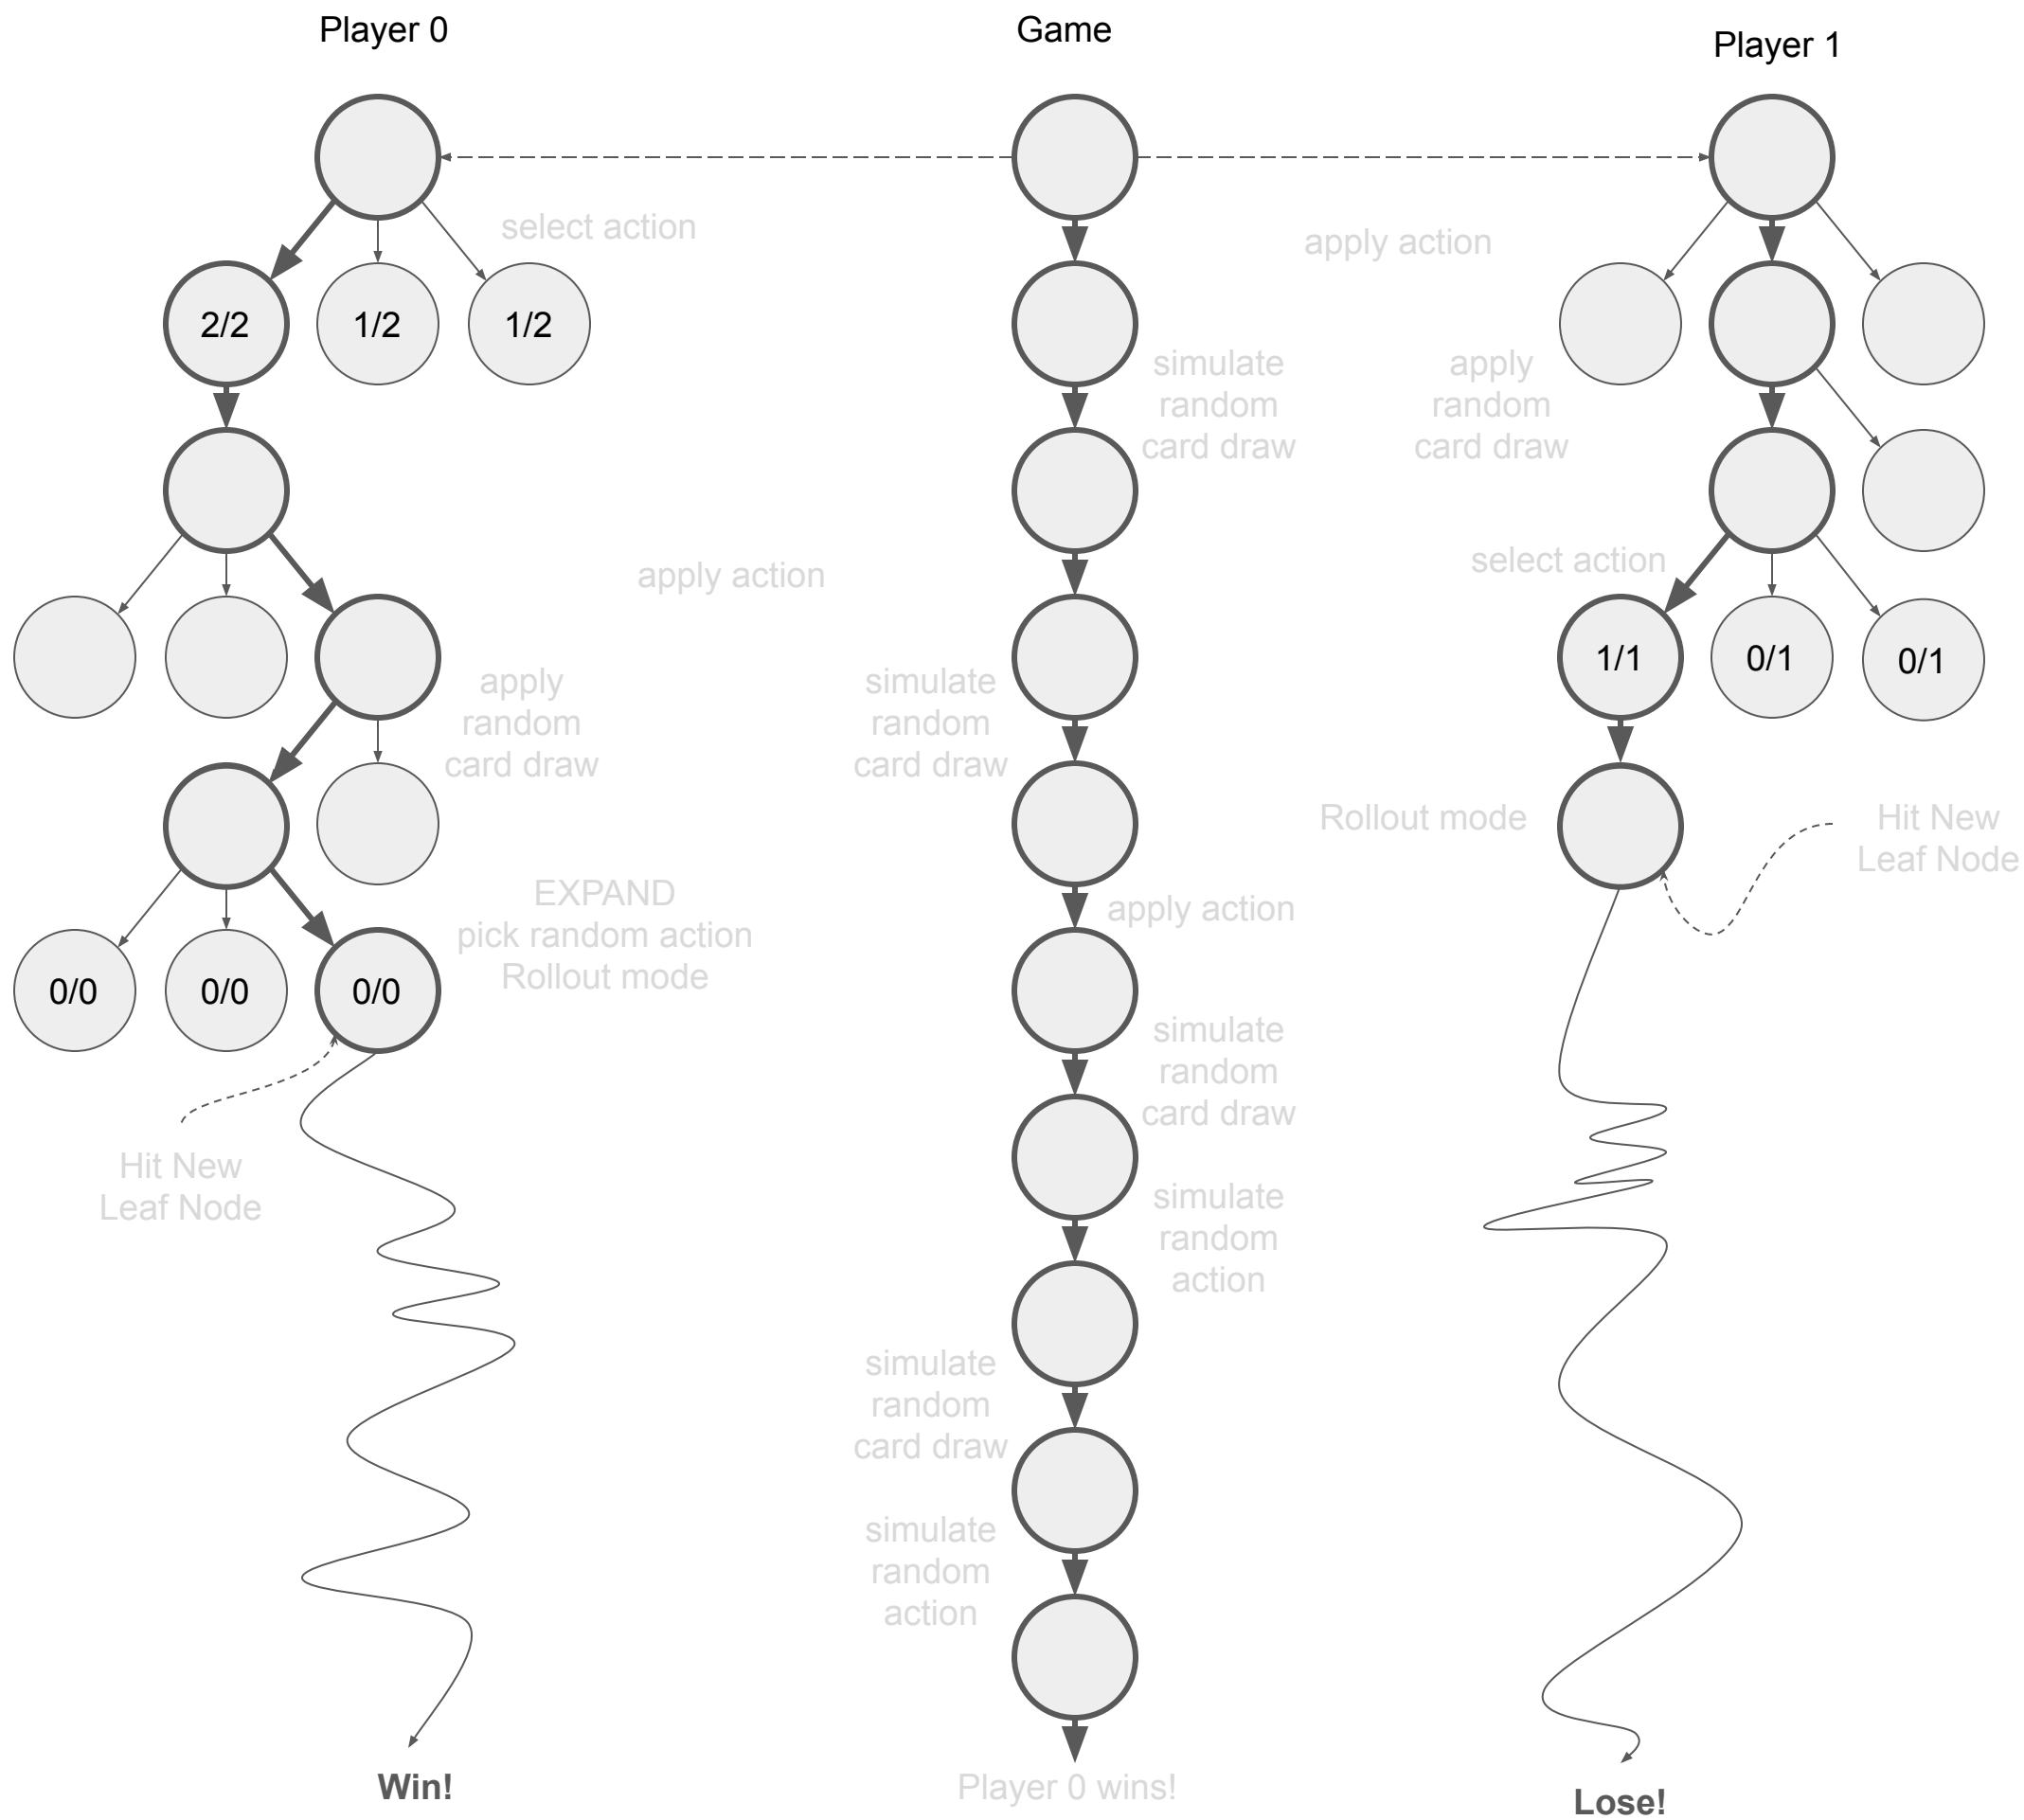 Player 0
Game
Player 1
select action
apply action
2/2
1/2
1/2
simulate
random
card draw
apply
random
card draw
apply action
select action
1/1
0/1
0/1
apply
random
card draw
simulate
random
card draw
Rollout mode
Hit New
Leaf Node
EXPAND
pick random action
Rollout mode
apply action
0/0
0/0
0/0
simulate
random
card draw
Hit New
Leaf Node
simulate
random
action
simulate
random
card draw
simulate
random
action
Win!
Player 0 wins!
Lose!